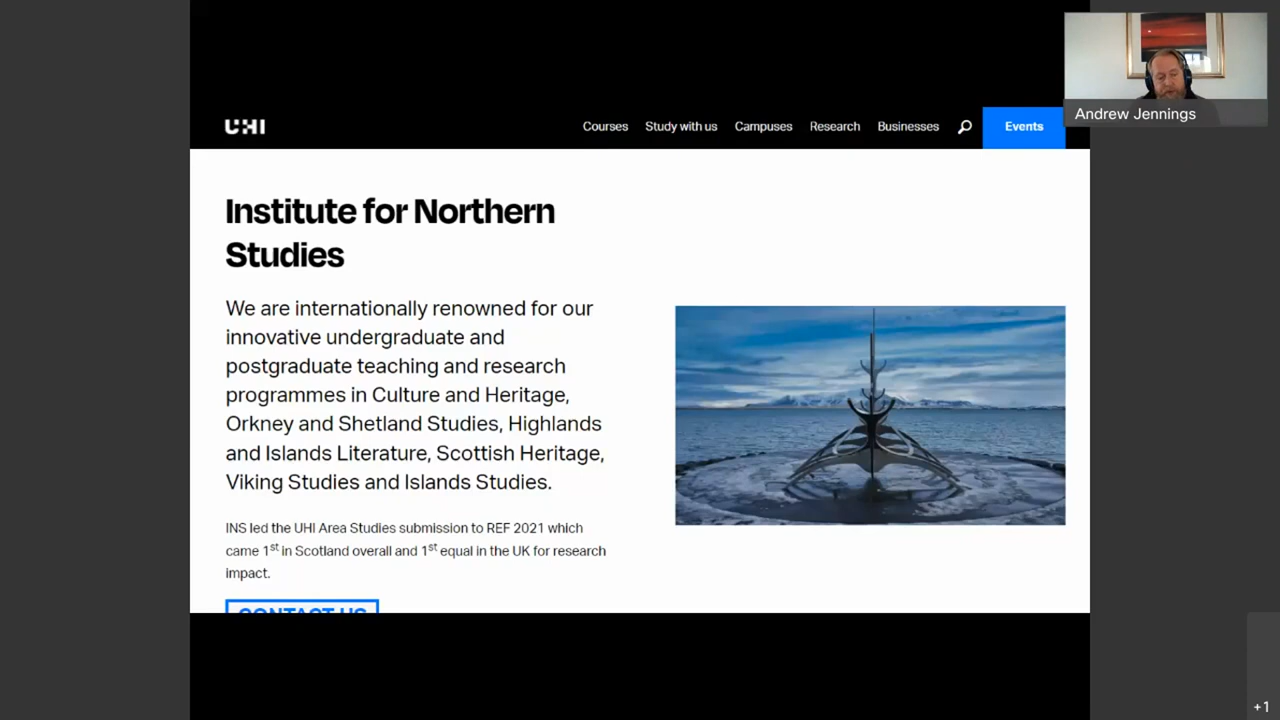 UHI
Courses Study with us Campuses Research Businesses Events
Andrew Jennings
Institute for Northern
Studies
We are internationally renowned for our
innovative undergraduate and
postgraduate teaching and research
programmes in Culture and Heritage,
Orkney and Shetland Studies, Highlands
and Islands Literature, Scottish Heritage,
Viking Studies and Islands Studies.
INS led the UHI Area Studies submission to REF 2021 which
came 1st in Scotland overall and 1st equal in the UK for research
impact.
CONTACT US
+1